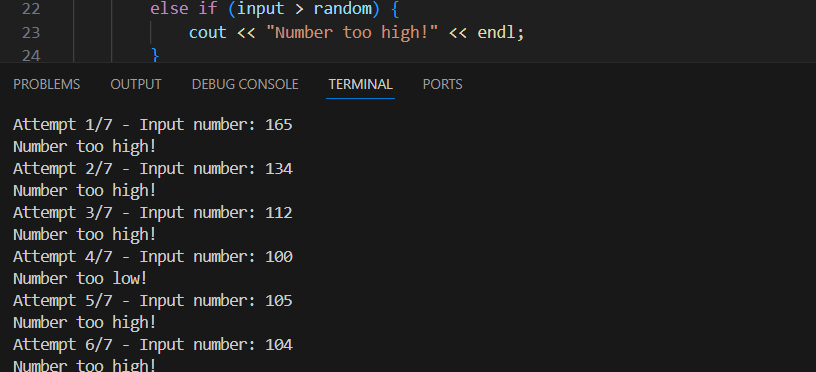 22 else if (input > random) {
23 cout << "Number too high!" << endl;
24 }
PROBLEMS OUTPUT DEBUG CONSOLE TERMINAL PORTS
Attempt 1/7 - Input number: 165
Number too high!
Attempt 2/7 - Input number: 134
Number too high!
Attempt 3/7 - Input number: 112
Number too high!
Attempt 4/7 - Input number: 100
Number too low!
Attempt 5/7 - Input number: 105
Number too high!
Attempt 6/7 - Input number: 104
Number too high!